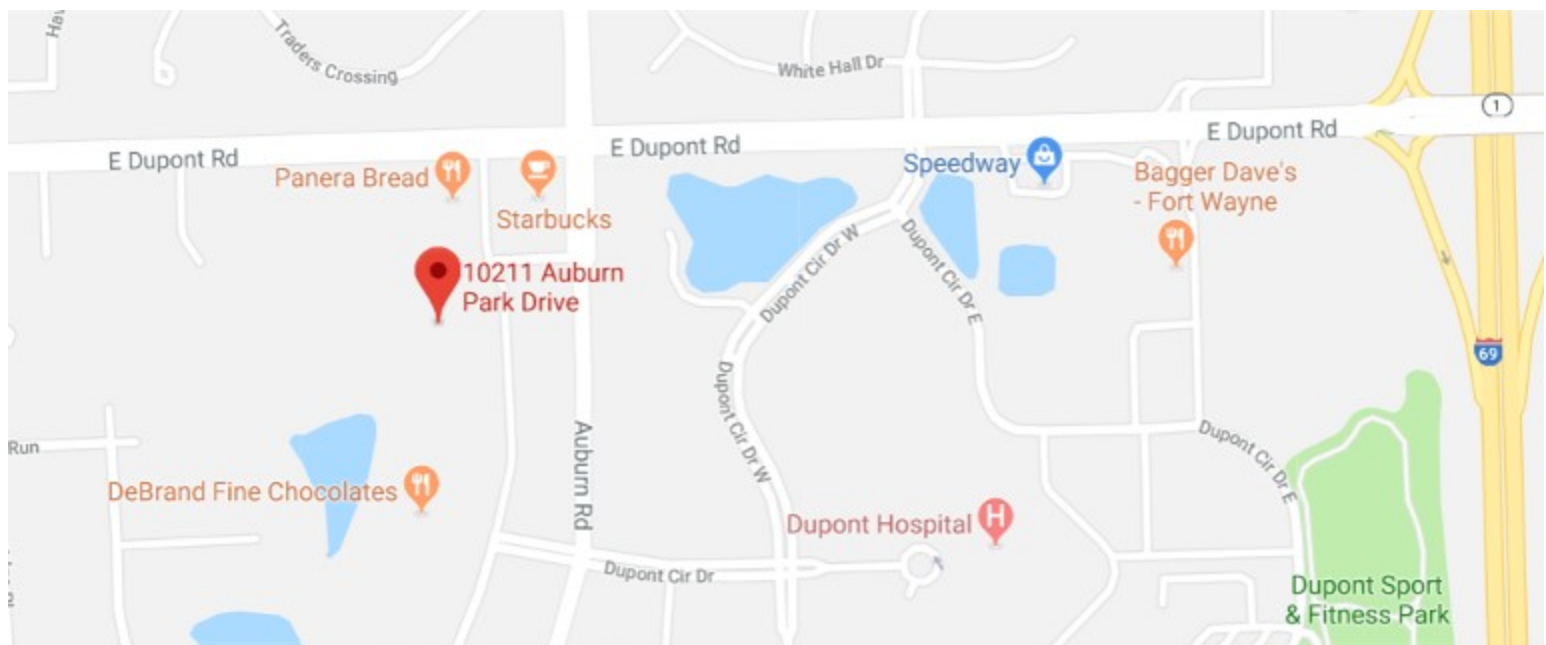 Traders Crossing
White Hall Dr
1
E Dupont Rd
E Dupont Rd
E Dupont Rd
Panera Bread
Starbucks
Speedway
Bagger Dave's
- Fort Wayne
10211 Auburn
Park Drive
Dupont Cir Dr W
Dupont Cir Dr E
69
Dupont Cir Dr W
Run
Auburn Rd
Dupont Cir Dr E
DeBrand Fine Chocolates
Dupont Hospital
H
Dupont Cir Dr
Dupont Sport
& Fitness Park